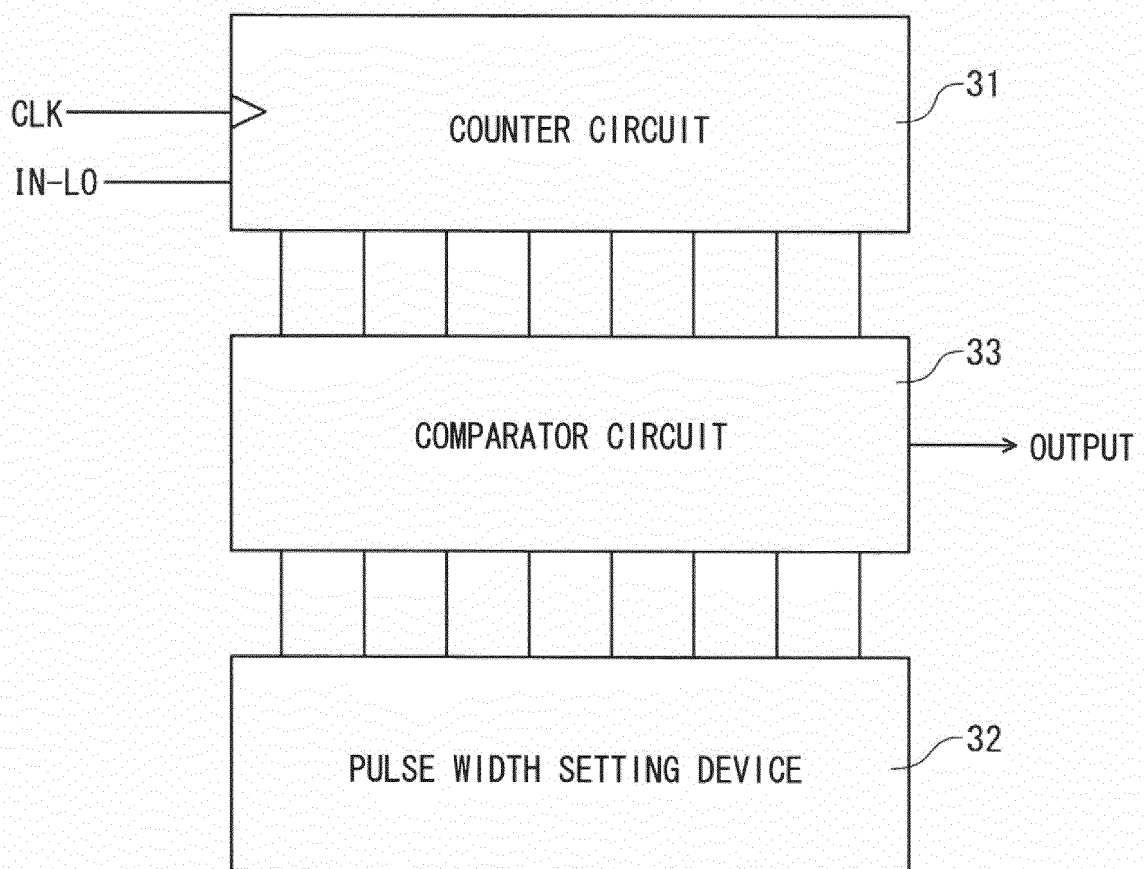 31
CLK
COUNTER CIRCUIT
IN-LO
33
COMPARATOR CIRCUIT
OUTPUT
32
PULSE WIDTH SETTING DEVICE